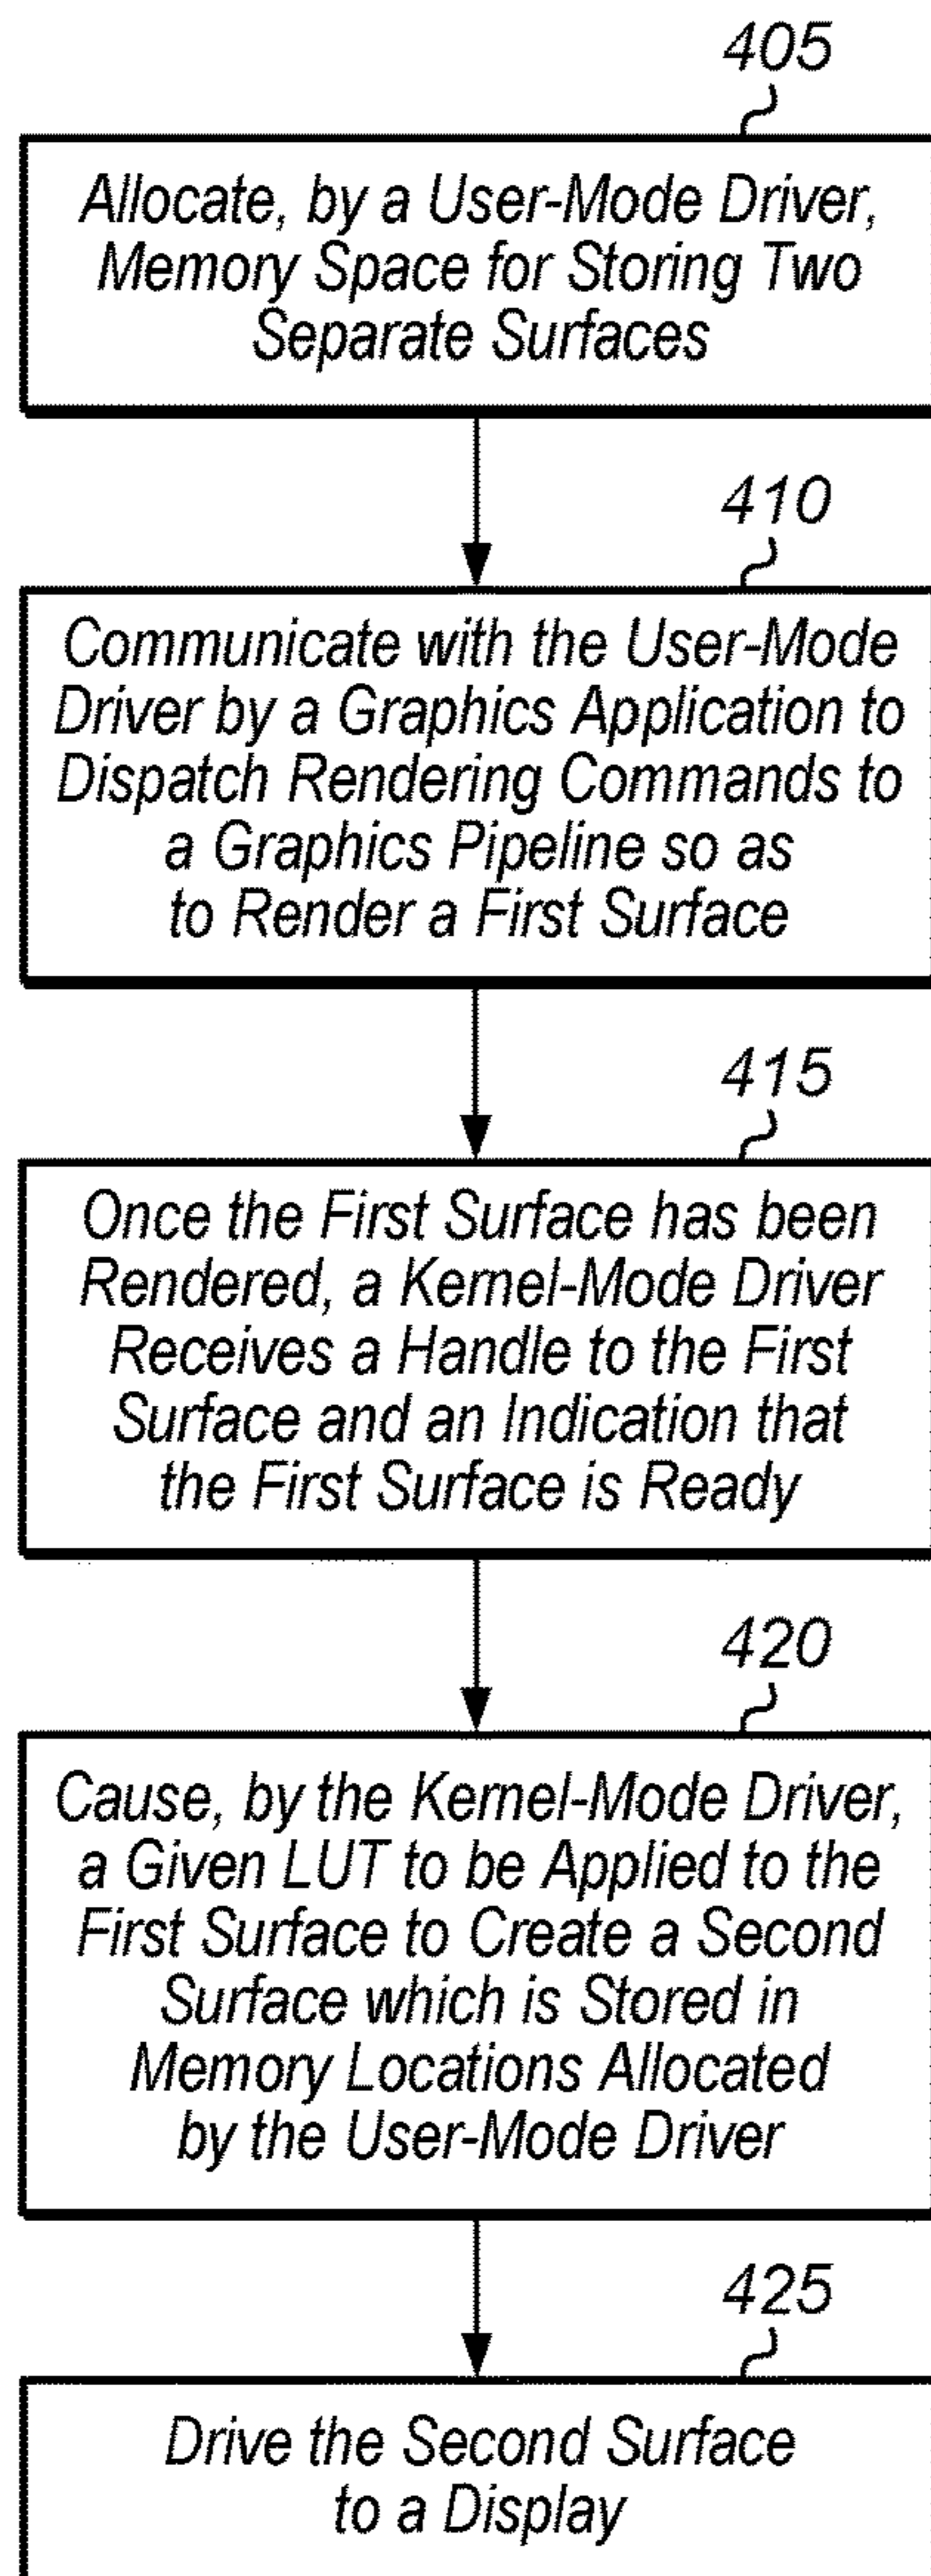 405
Allocate, by a User-Mode Driver,
Memory Space for Storing Two
Separate Surfaces
410
Communicate with the User-Mode
Driver by a Graphics Application to
Dispatch Rendering Commands to
a Graphics Pipeline so as
to Render a First Surface
415
Once the First Surface has been
Rendered, a Kernel-Mode Driver
Receives a Handle to the First
Surface and an Indication that
the First Surface is Ready
420
Cause, by the Kernel-Mode Driver,
a Given LUT to be Applied to the
First Surface to Create a Second
Surface which is Stored in
Memory Locations Allocated
by the User-Mode Driver
425
Drive the Second Surface
to a Display